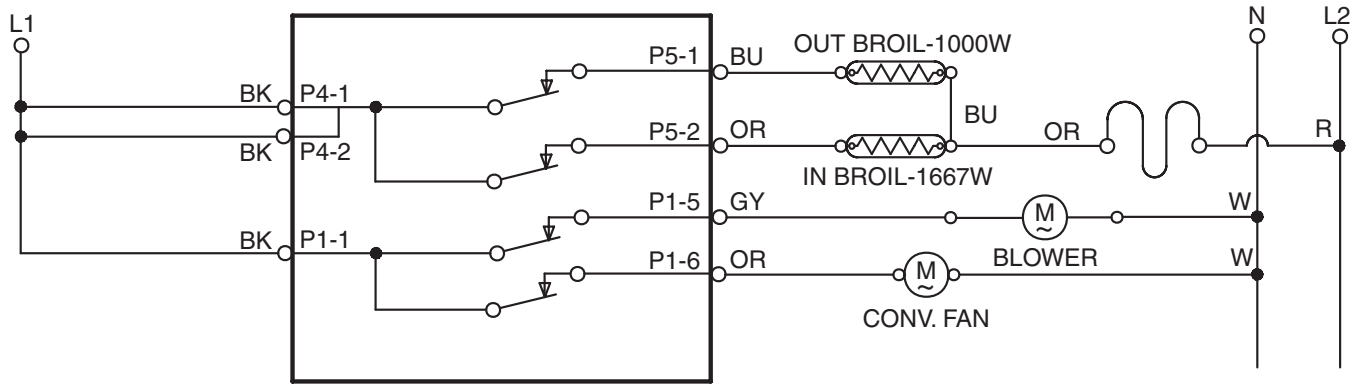 L1
N
L2
P5-1
BU
OUT BROIL-1000W
BK
P4-1
BU
BK
P4-2
P5-2
OR
IN BROIL-1667W
OR
R
P1-5
GY
M
~
BLOWER
W
BK
P1-1
P1-6
OR
M
~
CONV. FAN
W